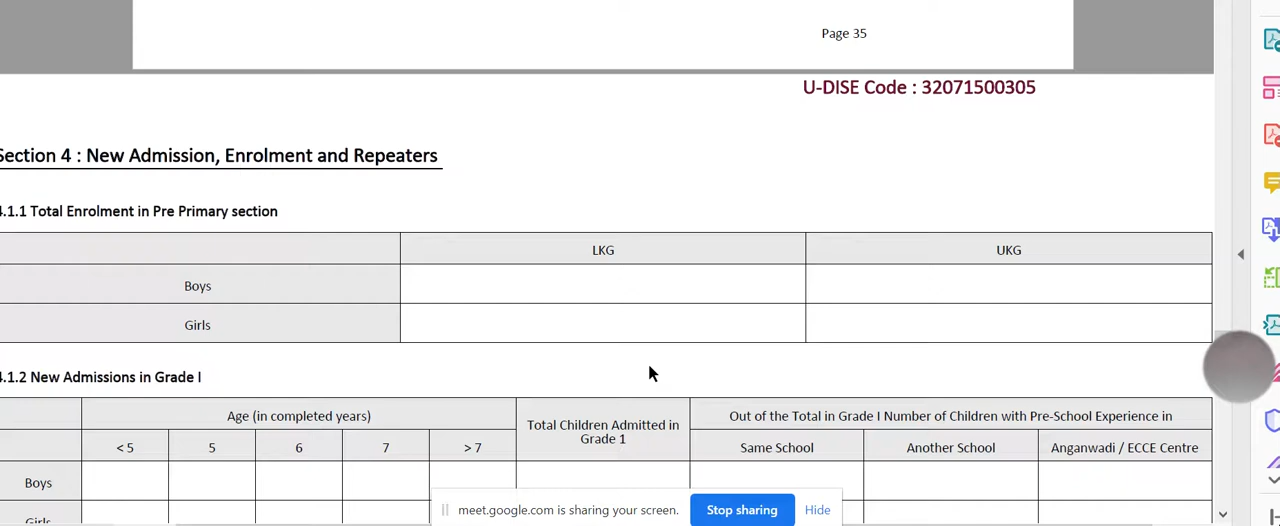 Page 35
U-DISE Code : 32071500305
Section 4 : New Admission, Enrolment and Repeaters
4.1.1 Total Enrolment in Pre Primary section
LKG UKG
Boys
Girls
4.1.2 New Admissions in Grade I
Age (in completed years) Total Children Admitted in Grade 1 Out of the Total in Grade I Number of Children with Pre-School Experience in
< 5 5 6 7 > 7 Same School Another School Anganwadi / ECCE Centre
Boys
Girls
meet.google.com is sharing your screen. Stop sharing Hide